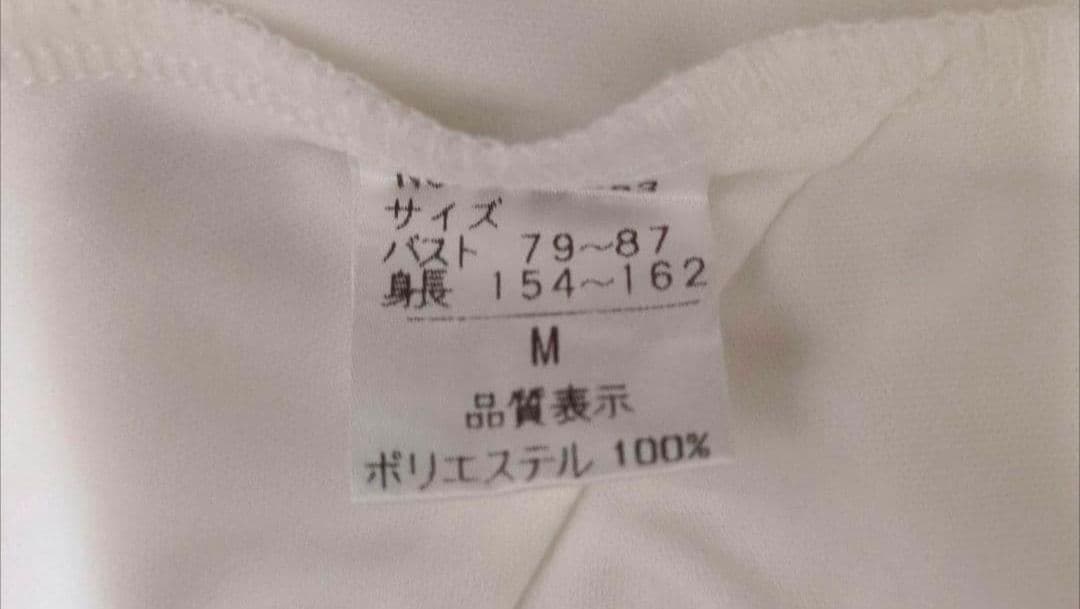 サイズ
バスト 79～87
身長 154～162
M
品質表示
ポリエステル 100%